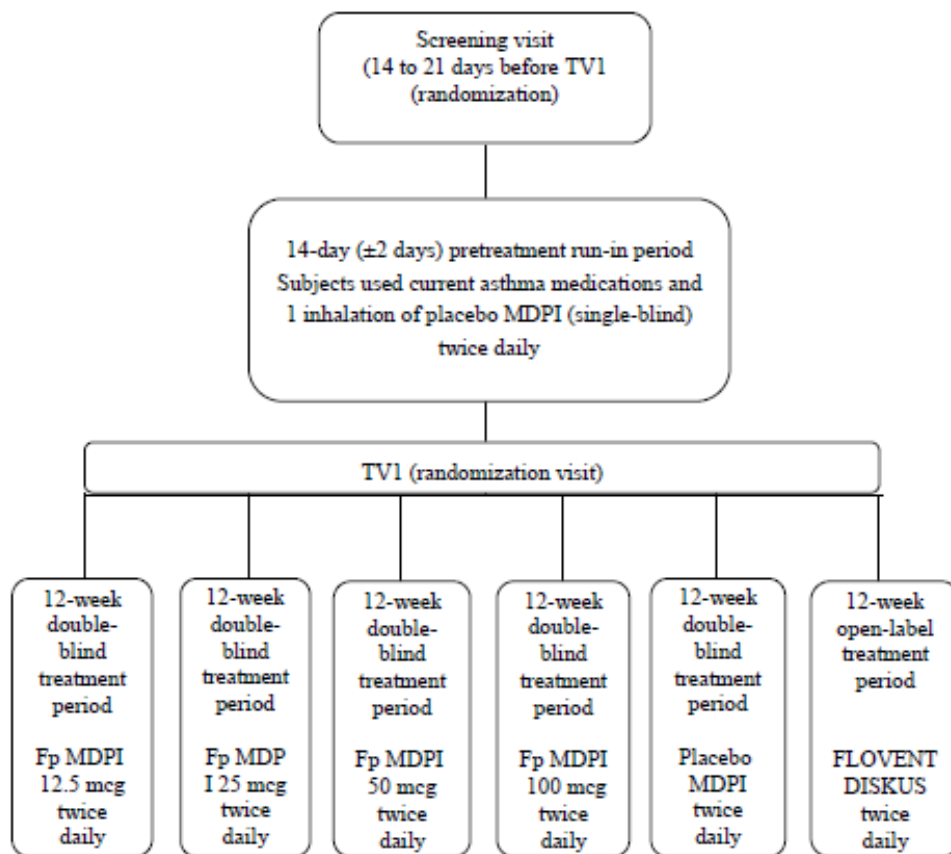 Screening visit
(14 to 21 days before TV1
(randomization)
14-day (±2 days) pretreatment run-in period
Subjects used current asthma medications and
1 inhalation of placebo MDPI (single-blind)
twice daily
TV1 (randomization visit)
12-week
double-
blind
treatment
period
Fp MDPI
12.5 mcg
twice
daily
12-week
double-
blind
treatment
period
Fp MDP
I 25 mcg
twice
daily
12-week
double-
blind
treatment
period
Fp MDPI
50 mcg
twice
daily
12-week
double-
blind
treatment
period
Fp MDPI
100 mcg
twice
daily
12-week
double-
blind
treatment
period
Placebo
MDPI
twice
daily
12-week
open-label
treatment
period
FLOVENT
DISKUS
twice
daily